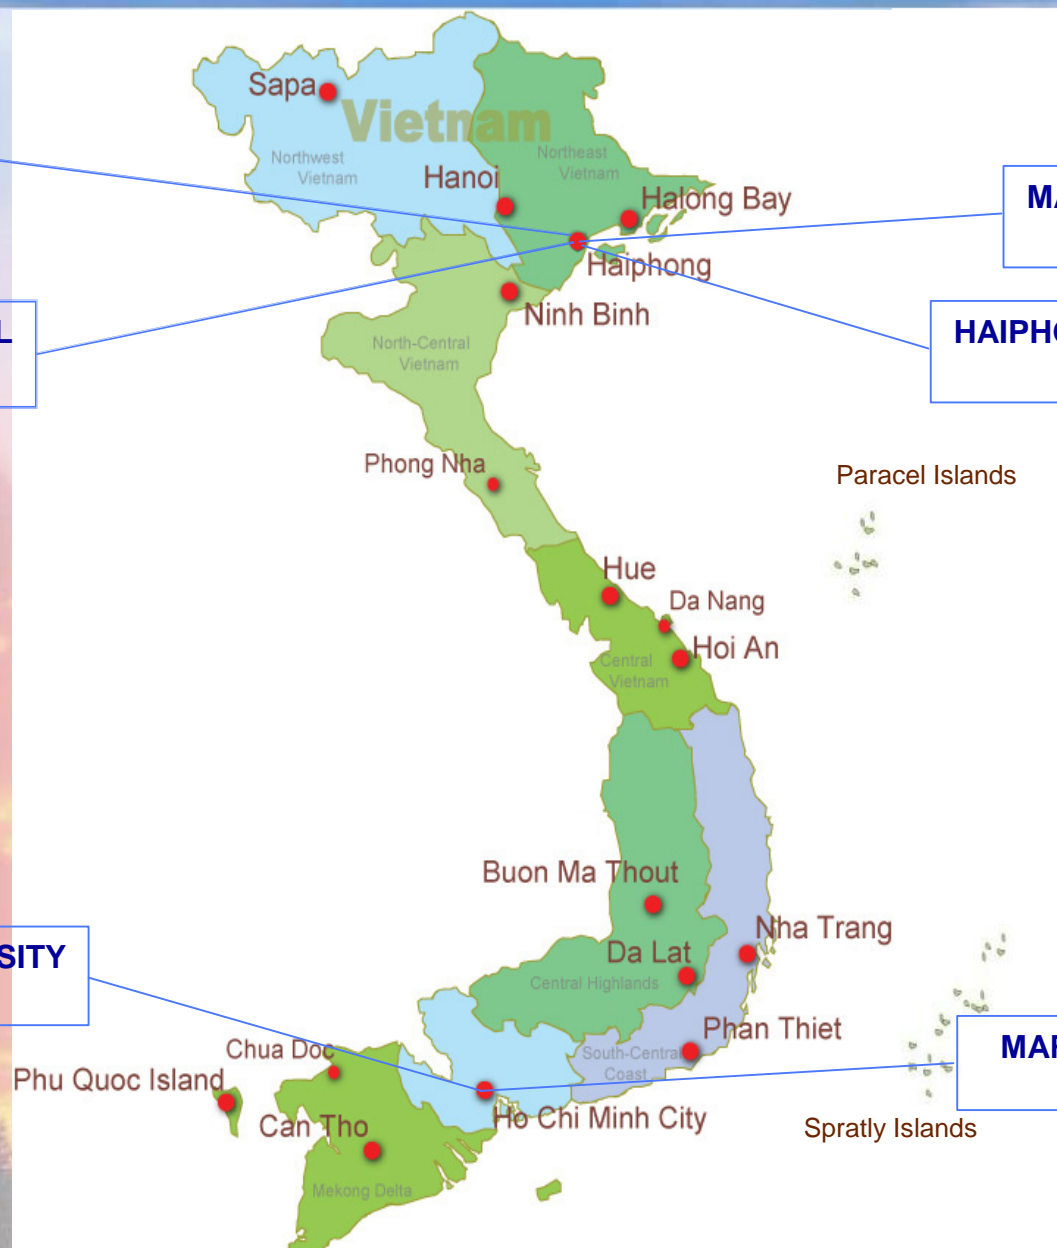 Sapa
Vietnam
Northwest
Vietnam
Northeast
Vietnam
Hanoi
Halong Bay
MA
Haiphong
Ninh Binh
L
HAIPHO
North-Central
Vietnam
Phong Nha
Paracel Islands
Hue
Da Nang
Hoi An
Central
Vietnam
Buon Ma Thout
Nha Trang
Da Lat
SITY
Central Highlands
Phan Thiet
Chua Doc
South-Central
Coast
MAR
Phu Quoc Island
Can Tho
Ho Chi Minh City
Spratly Islands
Mekong Delta